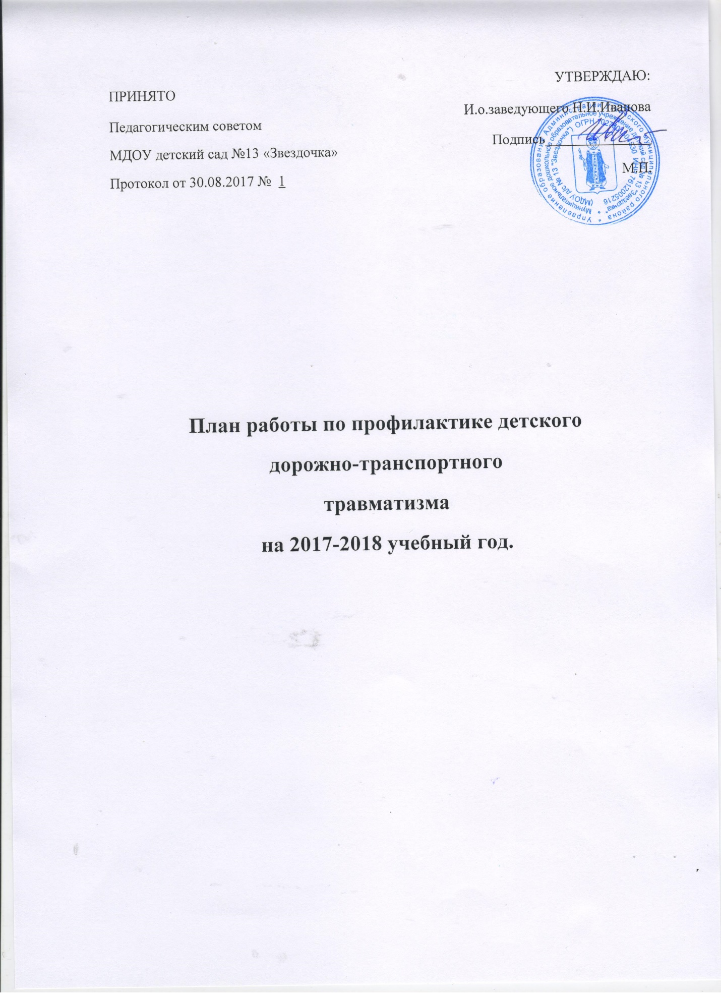 ПРИНЯТО
Педагогическим советом
МДОУ детский сад №13 «Звездочка»
Протокол от 30.08.2017 № 1
УТВЕРЖДАЮ:
И.о.заведующего Н.И.Иванова
Подпись
М.П.
Управление образования Администрации муниципального района *
Муниципальное дошкольное образовательное учреждение детский сад № 13 "Звездочка" *
(МДОУ д/с № 13 "Звездочка") ОГРН ИНН 7612005216
План работы по профилактике детского
дорожно-транспортного
травматизма
на 2017-2018 учебный год.